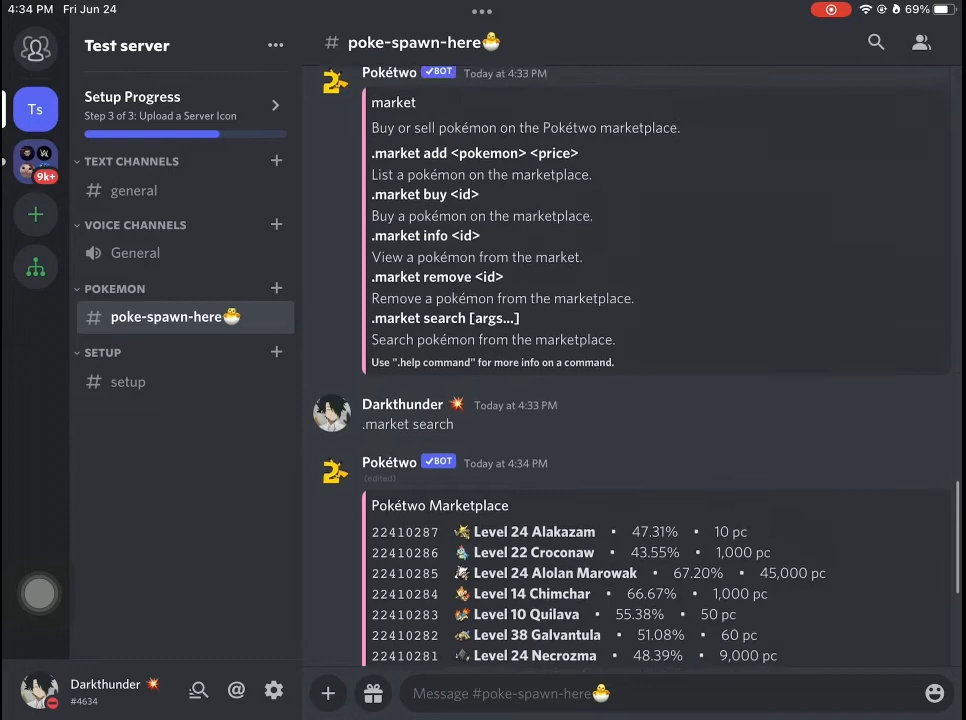 4:34 PM Fri Jun 24
69%
Test server
Setup Progress
Step 3 of 3: Upload a Server Icon
Ts
9k+
TEXT CHANNELS
general
VOICE CHANNELS
General
POKEMON
poke-spawn-here🐣
SETUP
setup
Darkthunder 💥
#4634
# poke-spawn-here🐣
Pokétwo ✓BOT Today at 4:33 PM
market
Buy or sell pokémon on the Pokétwo marketplace.
.market add <pokemon> <price>
List a pokémon on the marketplace.
.market buy <id>
Buy a pokémon on the marketplace.
.market info <id>
View a pokémon from the market.
.market remove <id>
Remove a pokémon from the marketplace.
.market search [args...]
Search pokémon from the marketplace.
Use ".help command" for more info on a command.
Darkthunder 💥 Today at 4:33 PM
.market search
Pokétwo ✓BOT Today at 4:34 PM
(edited)
Pokétwo Marketplace
22410287 Level 24 Alakazam • 47.31% • 10 pc
22410286 Level 22 Croconaw • 43.55% • 1,000 pc
22410285 Level 24 Alolan Marowak • 67.20% • 45,000 pc
22410284 Level 14 Chimchar • 66.67% • 1,000 pc
22410283 Level 10 Quilava • 55.38% • 50 pc
22410282 Level 38 Galvantula • 51.08% • 60 pc
22410281 Level 24 Necrozma • 48.39% • 9,000 pc
Message #poke-spawn-here🐣